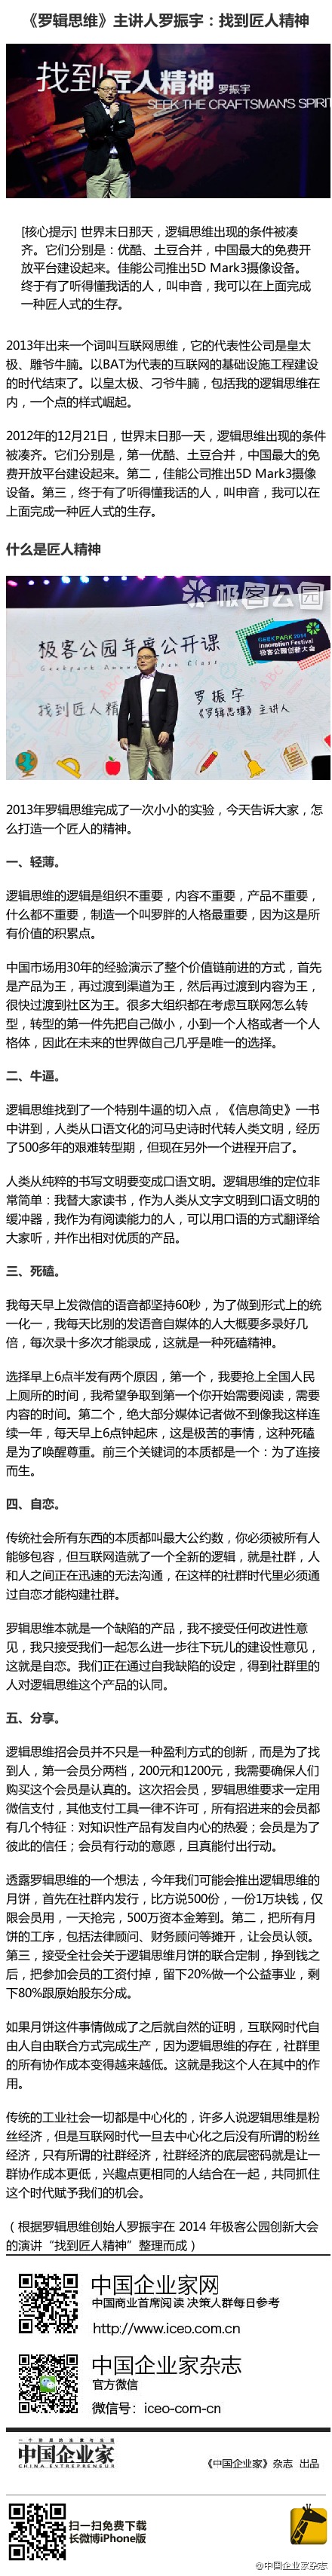 《罗辑思维》主讲人罗振宇：找到匠人精神
找到匠人精神 罗振宇
SEEK THE CRAFTSMAN'S SPIRIT
[核心提示] 世界末日那天，逻辑思维出现的条件被凑
齐。它们分别是：优酷、土豆合并，中国最大的免费开
放平台建设起来。佳能公司推出5D Mark3摄像设备。
终于有了听得懂我话的人，叫申音，我可以在上面完成
一种匠人式的生存。
2013年出来一个词叫互联网思维，它的代表性公司是皇太
极、雕爷牛腩。以BAT为代表的互联网的基础设施工程建设
的时代结束了。以皇太极、刁爷牛腩，包括我的逻辑思维在
内，一个点的样式崛起。
2012年的12月21日，世界末日那一天，逻辑思维出现的条件
被凑齐。它们分别是，第一优酷、土豆合并，中国最大的免
费开放平台建设起来。第二，佳能公司推出5D Mark3摄像
设备。第三，终于有了听得懂我话的人，叫申音，我可以在
上面完成一种匠人式的生存。
什么是匠人精神
极客公园
极客公园年度公开课
Geekpark Annual Open Class
GEEKPARK 2014
Innovation Festival
极客公园创新大会
找到匠人精
罗振宇
《罗辑思维》主讲人
2013年罗辑思维完成了一次小小的实验，今天告诉大家，怎
么打造一个匠人的精神。
一、轻薄。
逻辑思维的逻辑是组织不重要，内容不重要，产品不重要，
什么都不重要，制造一个叫罗胖的人格最重要，因为这是所
有价值的积累点。
中国市场用30年的经验演示了整个价值链前进的方式，首先
是产品为王，再过渡到渠道为王，然后再过渡到内容为王，
很快过渡到社区为王。很多大组织都在考虑互联网怎么转
型，转型的第一件先把自己做小，小到一个人格或者一个人
格体，因此在未来的世界做自己几乎是唯一的选择。
二、牛逼。
逻辑思维找到了一个特别牛逼的切入点，《信息简史》一书
中讲到，人类从口语文化的河马史诗时代转人类文明，经历
了500多年的艰难转型期，但现在另外一个进程开启了。
人类从纯粹的书写文明要变成口语文明。逻辑思维的定位非
常简单：我替大家读书，作为人类从文字文明到口语文明的
缓冲器，我作为有阅读能力的人，可以用口语的方式翻译给
大家听，并作出相对优质的产品。
三、死磕。
我每天早上发微信的语音都坚持60秒，为了做到形式上的统
一化一，我每天比别的发语音自媒体的人大概要多录好几
倍，每次录十多次才能录成，这就是一种死磕精神。
选择早上6点半发有两个原因，第一个，我要抢上全国人民
上厕所的时间，我希望争取到第一个你开始需要阅读，需要
内容的时间。第二个，绝大部分媒体记者做不到像我这样连
续一年，每天早上6点钟起床，这是极苦的事情，这种死磕
是为了唤醒尊重。前三个关键词的本质都是一个：为了连接
而生。
四、自恋。
传统社会所有东西的本质都叫最大公约数，你必须被所有人
能够包容，但互联网造就了一个全新的逻辑，就是社群，人
和人之间正在迅速的无法沟通，在这样的社群时代里必须通
过自恋才能构建社群。
罗辑思维本就是一个缺陷的产品，我不接受任何改进性意
见，我只接受我们一起怎么进一步往下玩儿的建设性意见，
这就是自恋。我们正在通过自我缺陷的设定，得到社群里的
人对逻辑思维这个产品的认同。
五、分享。
逻辑思维招会员并不只是一种盈利方式的创新，而是为了找
到人，第一会员分两档，200元和1200元，我需要确保人们
购买这个会员是认真的。这次招会员，罗辑思维要求一定用
微信支付，其他支付工具一律不许可，所有招进来的会员都
有几个特征：对知识性产品有发自内心的热爱；会员是为了
彼此的信任；会员有行动的意愿，且真能付出行动。
透露罗辑思维的一个想法，今年我们可能会推出逻辑思维的
月饼，首先在社群内发行，比方说500份，一份1万块钱，仅
限会员用，一天抢完，500万资本金筹到。第二，把所有月
饼的工序，包括法律顾问、财务顾问等摊开，让会员认领。
第三，接受全社会关于逻辑思维月饼的联合定制，挣到钱之
后，把参加会员的工资付掉，留下20%做一个公益事业，剩
下80%跟原始股东分成。
如果月饼这件事情做成了之后就自然的证明，互联网时代自
由人自由联合方式完成生产，因为逻辑思维的存在，社群里
的所有协作成本变得越来越低。这就是我这个人在其中的作
用。
传统的工业社会一切都是中心化的，许多人说逻辑思维是粉
丝经济，但是互联网时代一旦去中心化之后没有所谓的粉丝
经济，只有所谓的社群经济，社群经济的底层密码就是让一
群协作成本更低，兴趣点更相同的人结合在一起，共同抓住
这个时代赋予我们的机会。
（根据罗辑思维创始人罗振宇在 2014 年极客公园创新大会
的演讲“找到匠人精神”整理而成）
中国企业家网
中国商业首席阅读 决策人群每日参考
http://www.iceo.com.cn
中国企业家杂志
官方微信
微信号：iceo-com-cn
中国企业家
CHINA ENTREPRENEUR
《中国企业家》杂志 出品
扫一扫免费下载
长微博iPhone版
@中国企业家杂志